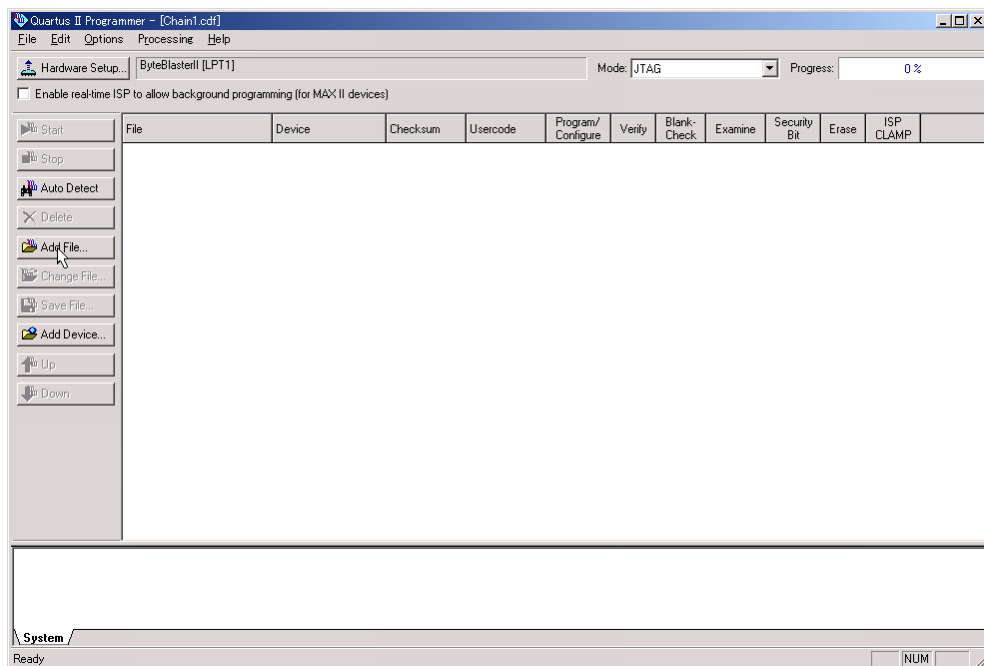 Quartus II Programmer - [Chain1.cdf]
File Edit Options Processing Help
Hardware Setup... ByteBlasterII [LPT1] Mode: JTAG Progress: 0 %
Enable real-time ISP to allow background programming (for MAX II devices)
Start
Stop
Auto Detect
Delete
Add File...
Change File...
Save File...
Add Device...
Up
Down
File Device Checksum Usercode Program/ Configure Verify Blank- Check Examine Security Bit Erase ISP CLAMP
System
Ready NUM